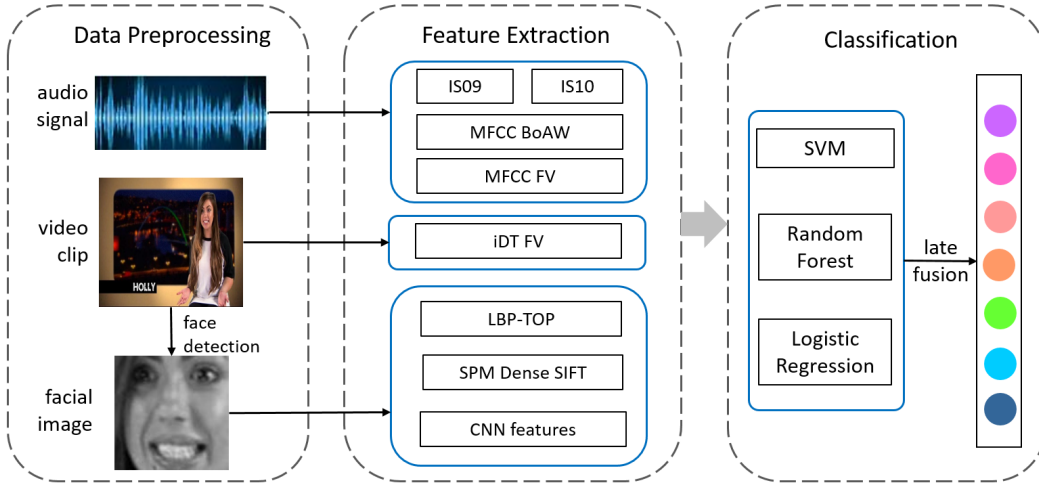 Data Preprocessing
audio
signal
video
clip
HOLLY
face
detection
facial
image
Feature Extraction
IS09
IS10
MFCC BoAW
MFCC FV
iDT FV
LBP-TOP
SPM Dense SIFT
CNN features
Classification
SVM
Random
Forest
Logistic
Regression
late
fusion